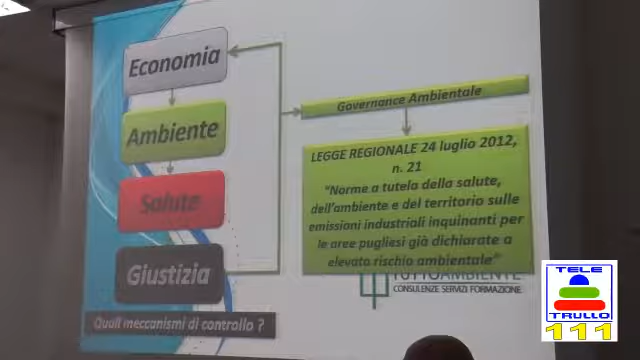 Economia
Ambiente
Salute
Giustizia
Quali meccanismi di controllo ?
Governance Ambientale
LEGGE REGIONALE 24 luglio 2012,
n. 21
“Norme a tutela della salute,
dell’ambiente e del territorio sulle
emissioni industriali inquinanti per
le aree pugliesi già dichiarate a
elevato rischio ambientale”
TUTTOAMBIENTE
CONSULENZE SERVIZI FORMAZIONE
TELE
TRULLO
111